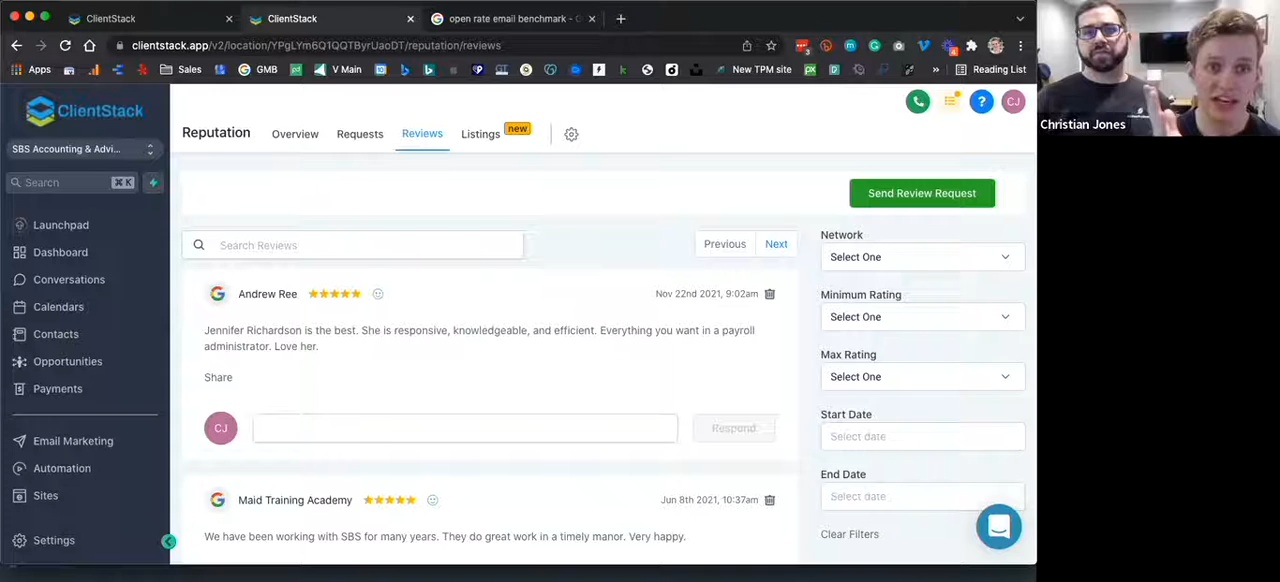 ClientStack
ClientStack
open rate email benchmark -
clientstack.app/v2/location/YPgLYm6Q1QQTByrUaoDT/reputation/reviews
Apps
Sales
GMB
V Main
New TPM site
Reading List
ClientStack
SBS Accounting & Advi...
Search
⌘ K
Launchpad
Dashboard
Conversations
Calendars
Contacts
Opportunities
Payments
Email Marketing
Automation
Sites
Settings
Reputation
Overview
Requests
Reviews
Listings
new
CJ
Send Review Request
Search Reviews
Previous
Next
Andrew Ree
Nov 22nd 2021, 9:02am
Jennifer Richardson is the best. She is responsive, knowledgeable, and efficient. Everything you want in a payroll
administrator. Love her.
Share
CJ
Respond
Maid Training Academy
Jun 8th 2021, 10:37am
We have been working with SBS for many years. They do great work in a timely manor. Very happy.
Network
Select One
Minimum Rating
Select One
Max Rating
Select One
Start Date
Select date
End Date
Select date
Clear Filters
Christian Jones